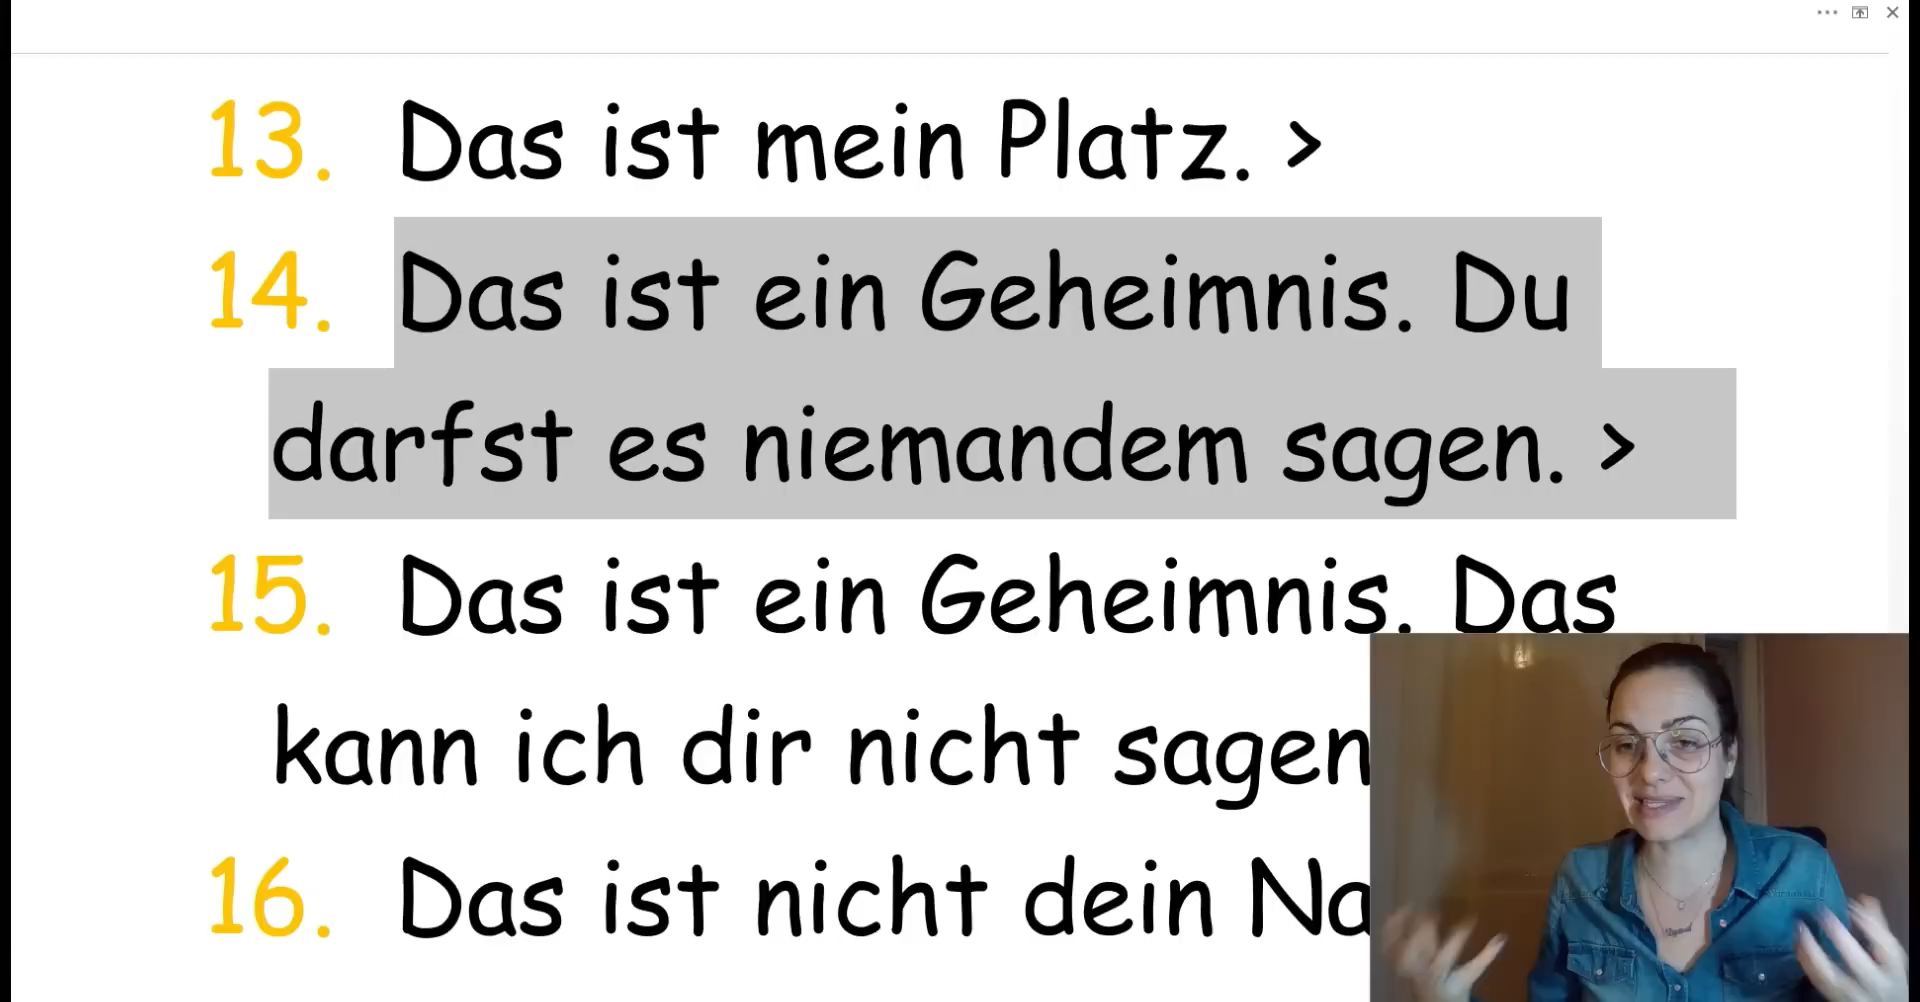 13. Das ist mein Platz. >
14. Das ist ein Geheimnis. Du
darfst es niemandem sagen. >
15. Das ist ein Geheimnis. Das
kann ich dir nicht sagen
16. Das ist nicht dein